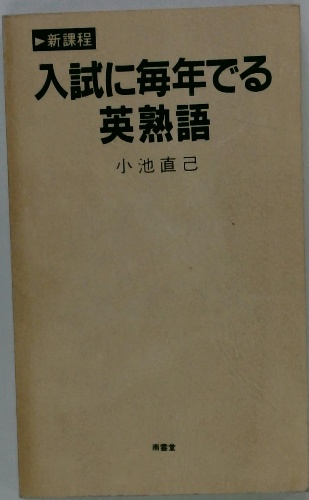 ▶新課程
入試に毎年でる
英熟語
小池直己
南雲堂